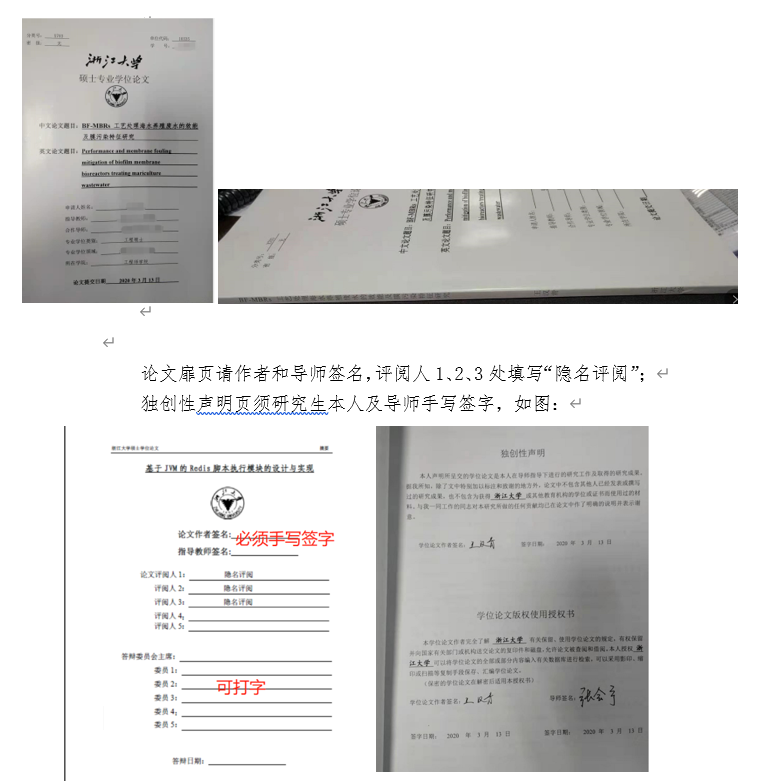 浙江大学
硕士专业学位论文
中文论文题目：BF-MBRs 工艺处理海水养殖废水的效能
及膜污染特征研究
英文论文题目：Performance and membrane fouling
mitigation of biofilm membrane
bioreactors treating mariculture
wastewater
申请人姓名：
指导教师：
合作导师：
专业学位类别：工程硕士
专业学位领域：
所在学院：工程师学院
论文提交日期 2020 年 3 月 13 日
论文扉页请作者和导师签名，评阅人 1、2、3 处填写“隐名评阅”；
独创性声明页须研究生本人及导师手写签字，如图：
浙江大学硕士学位论文 摘要
基于 JVM 的 Redis 脚本执行模块的设计与实现
论文作者签名：必须手写签字
指导教师签名：
论文评阅人 1： 隐名评阅
评阅人 2： 隐名评阅
评阅人 3： 隐名评阅
评阅人 4：
评阅人 5：
答辩委员会主席：
委员 1：
委员 2： 可打字
委员 3：
委员 4：
委员 5：
答辩日期：
独创性声明
本人声明所呈交的学位论文是本人在导师指导下进行的研究工作及取得的研究成果。
据我所知，除了文中特别加以标注和致谢的地方外，论文中不包含其他人已经发表或撰写
过的研究成果，也不包含为获得 浙江大学 或其他教育机构的学位或证书而使用过的材
料。与我一同工作的同志对本研究所做的任何贡献均已在论文中作了明确的说明并表示谢
意。
学位论文作者签名： 签字日期： 2020 年 3 月 13 日
学位论文版权使用授权书
本学位论文作者完全了解 浙江大学 有关保留、使用学位论文的规定，有权保留
并向国家有关部门或机构送交论文的复印件和磁盘，允许论文被查阅和借阅。本人授权 浙
江大学 可以将学位论文的全部或部分内容编入有关数据库进行检索，可以采用影印、缩
印或扫描等复制手段保存、汇编学位论文。
（保密的学位论文在解密后适用本授权书）
学位论文作者签名： 导师签名：
签字日期： 2020 年 3 月 13 日 签字日期： 2020 年 3 月 13 日